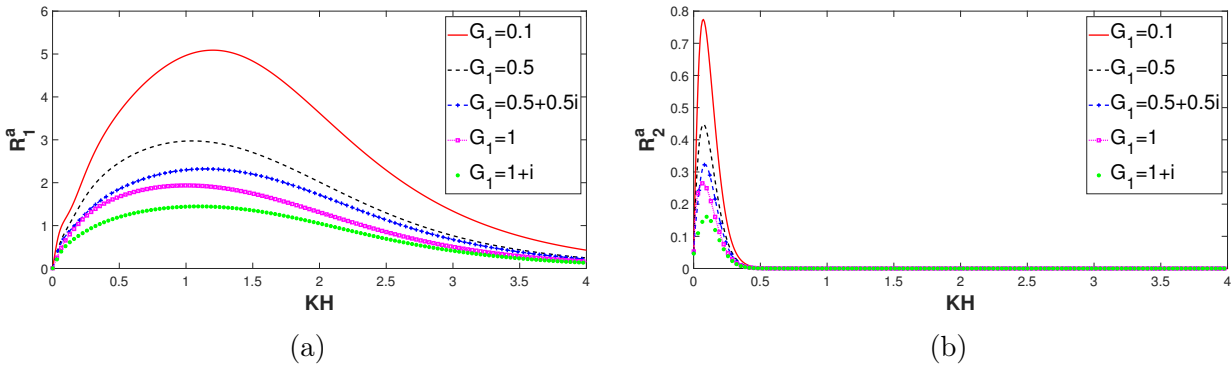 6
5
4
3
2
1
0
R₁ᵃ
0 0.5 1 1.5 2 2.5 3 3.5 4
KH
G₁=0.1
G₁=0.5
G₁=0.5+0.5i
G₁=1
G₁=1+i
(a)
0.8
0.7
0.6
0.5
0.4
0.3
0.2
0.1
0
R₂ᵃ
0 0.5 1 1.5 2 2.5 3 3.5 4
KH
G₁=0.1
G₁=0.5
G₁=0.5+0.5i
G₁=1
G₁=1+i
(b)